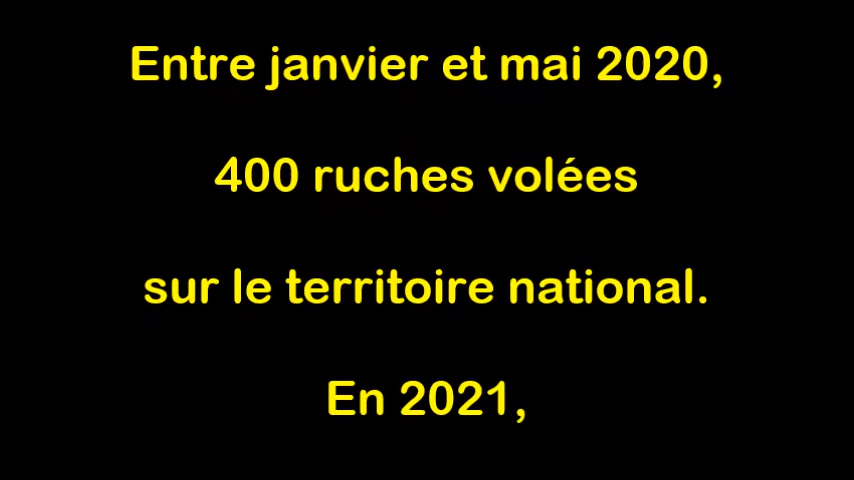 Entre janvier et mai 2020,
400 ruches volées
sur le territoire national.
En 2021,